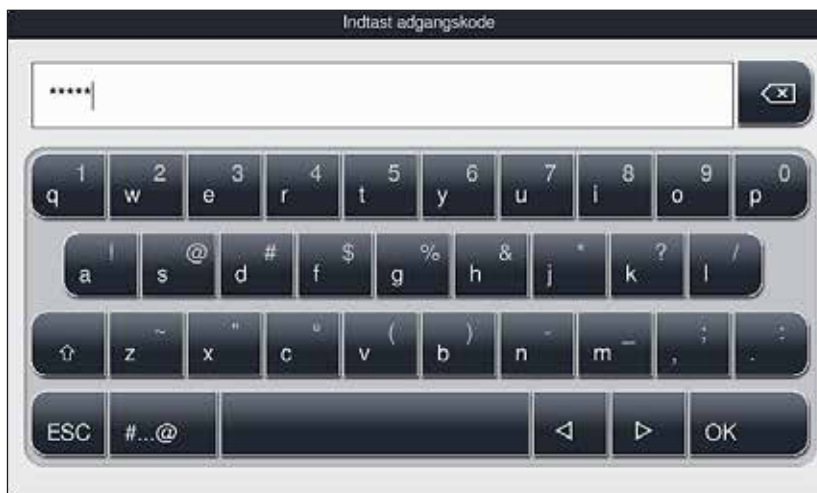 Indtast adgangskode
*****
1 2 3 4 5 6 7 8 9 0
q w e r t y u i o p
! @ # $ % & * ? /
a s d f g h j k l
~ " º ( ) - _ ; :
z x c v b n m , .
ESC #...@ OK